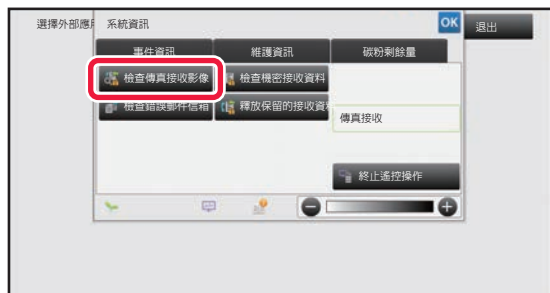 選擇外部應
系統資訊
OK
退出
事件資訊
維護資訊
碳粉剩餘量
檢查傳真接收影像
檢查機密接收資料
檢查錯誤郵件信箱
釋放保留的接收資料
傳真接收
終止遙控操作